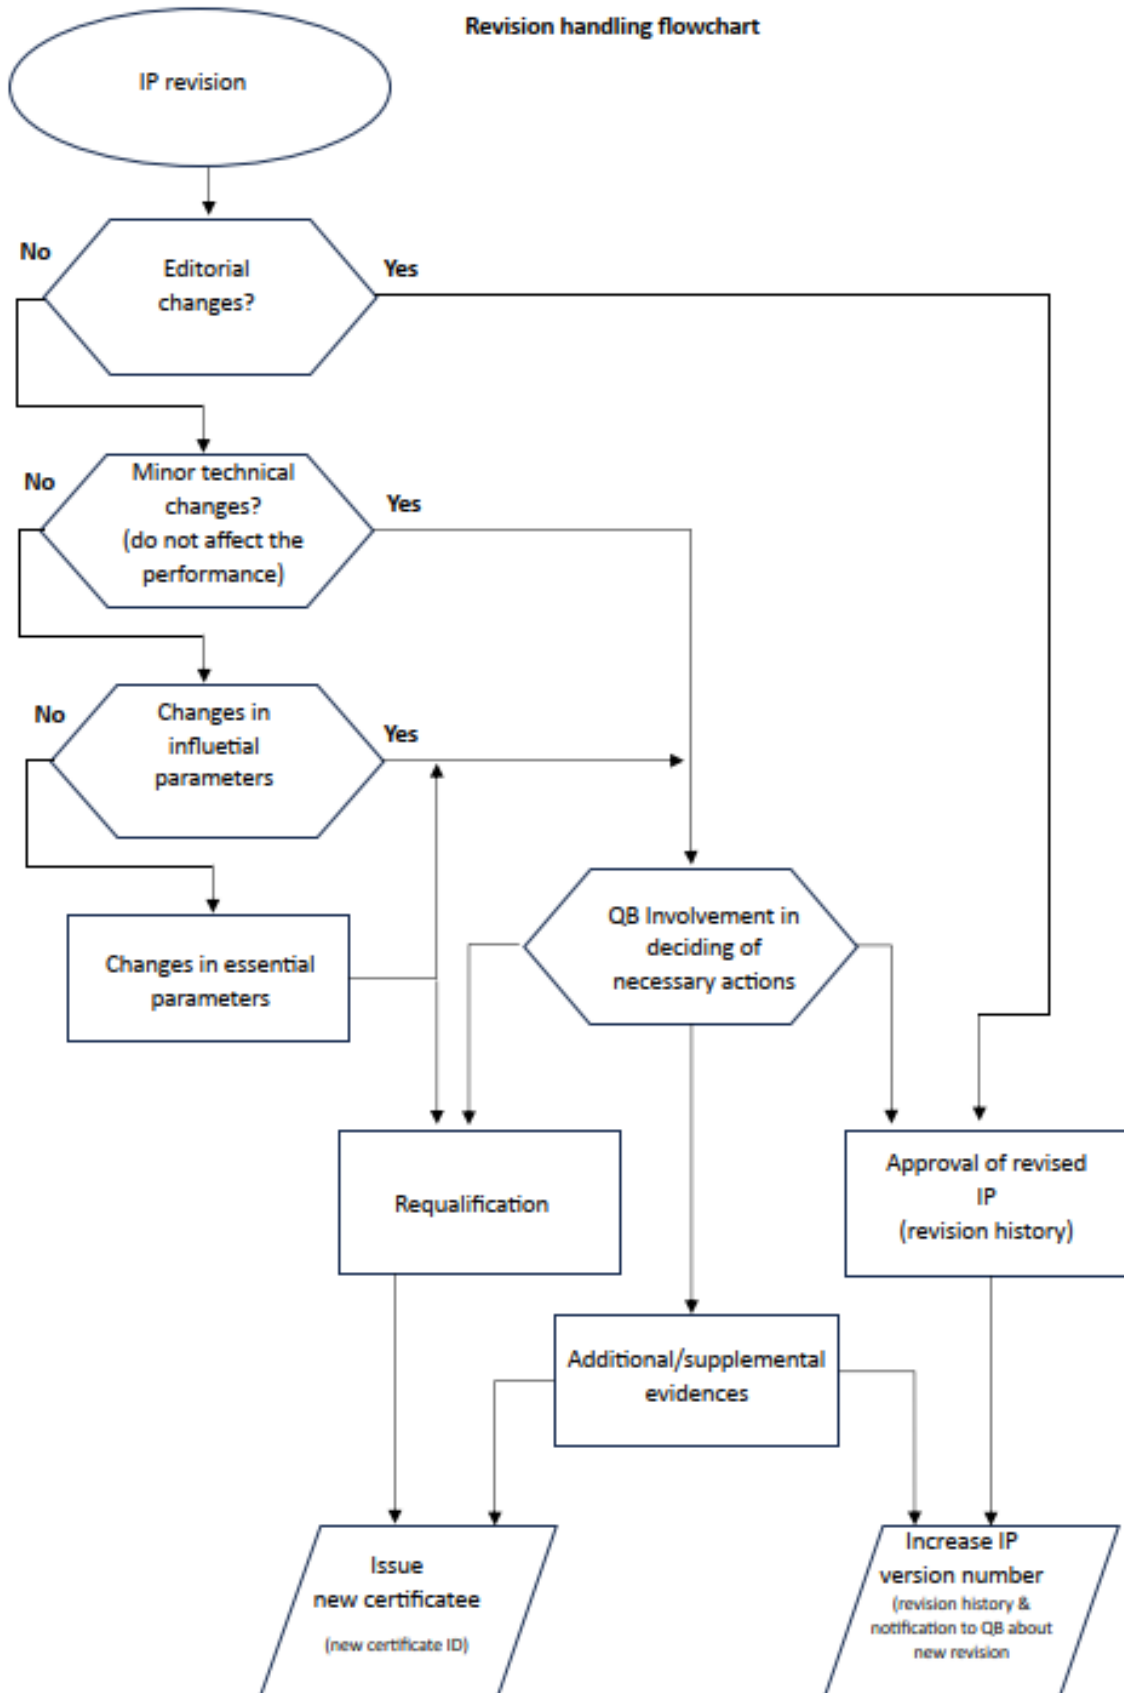 Revision handling flowchart
IP revision
No
Yes
Editorial
changes?
No
Yes
Minor technical
changes?
(do not affect the
performance)
No
Yes
Changes in
influetial
parameters
Changes in essential
parameters
QB Involvement in
deciding of
necessary actions
Requalification
Approval of revised
IP
(revision history)
Additional/supplemental
evidences
Issue
new certificatee
(new certificate ID)
Increase IP
version number
(revision history &
notification to QB about
new revision